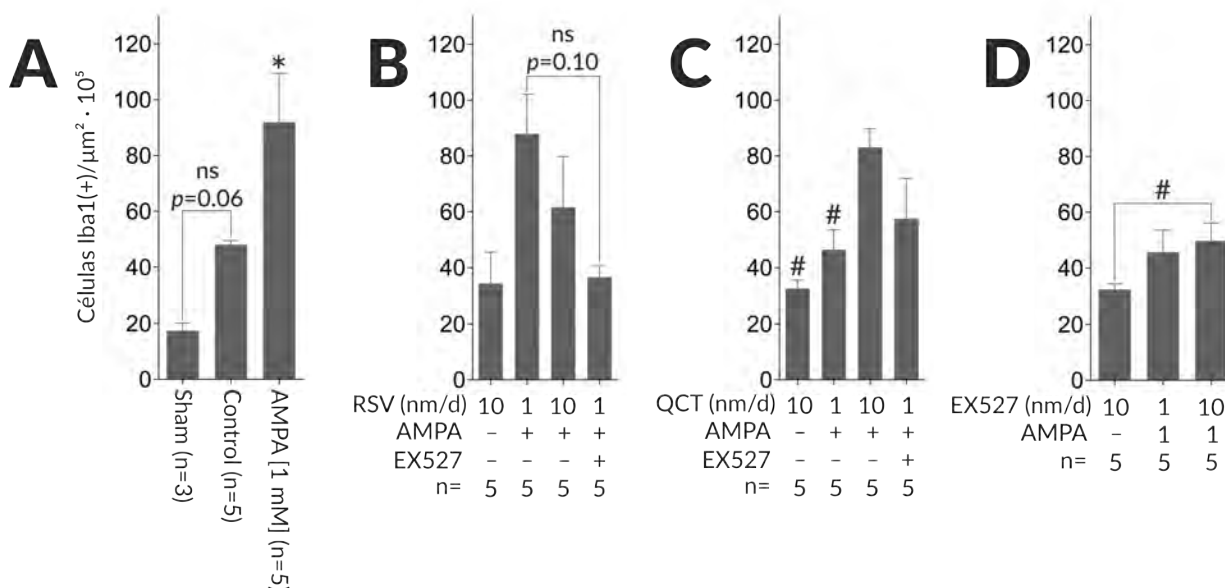 A
Células Iba1(+)/μm² · 10⁵
120
100
80
60
40
20
0
ns
p=0.06
*
Sham (n=3)
Control (n=5)
AMPA [1 mM] (n=5)
B
120
100
80
60
40
20
0
ns
p=0.10
RSV (nm/d) 10 1 10 1
AMPA – + + +
EX527 – – – +
n= 5 5 5 5
C
120
100
80
60
40
20
0
# #
QCT (nm/d) 10 1 10 1
AMPA – + + +
EX527 – – – +
n= 5 5 5 5
D
120
100
80
60
40
20
0
#
EX527 (nm/d) 10 1 10
AMPA – 1 1
n= 5 5 5